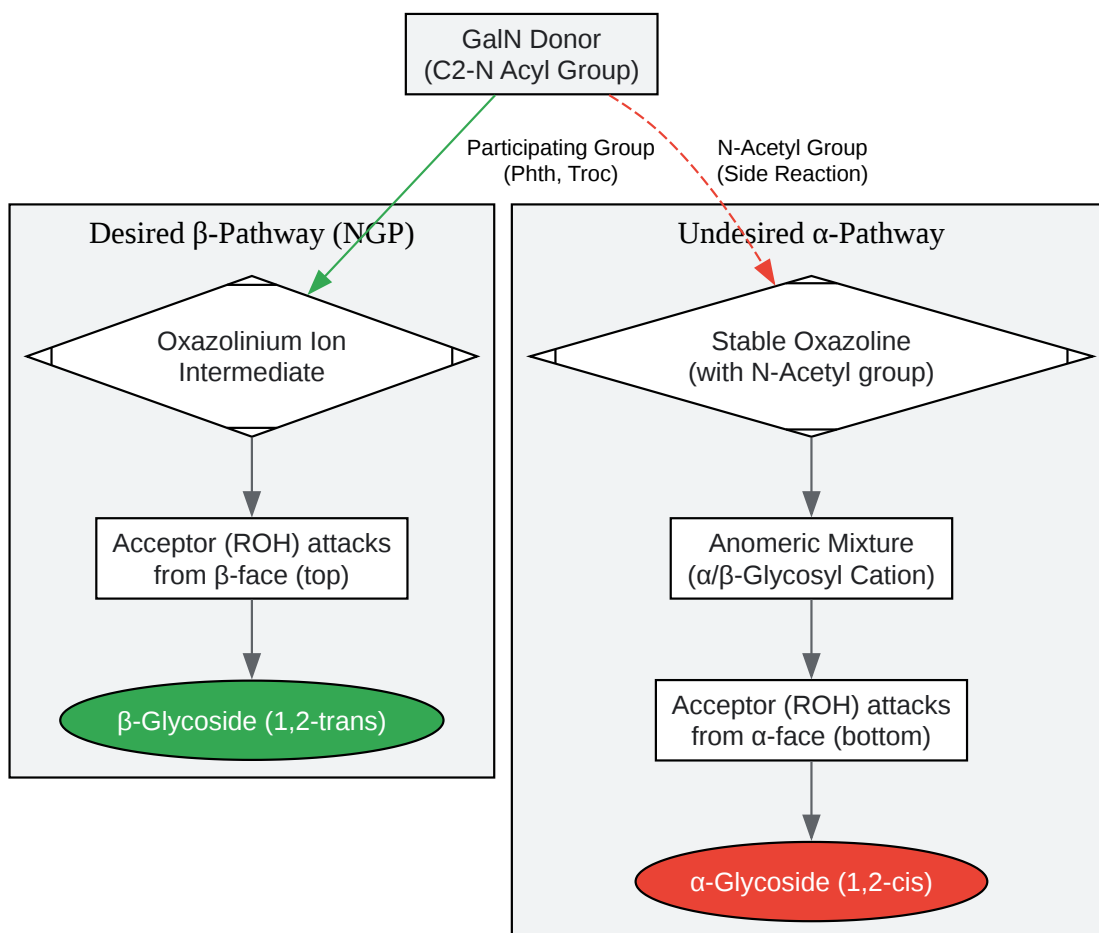 GalN Donor
(C2-N Acyl Group)
Participating Group
(Phth, Troc)
N-Acetyl Group
(Side Reaction)
Desired β-Pathway (NGP)
Oxazolinium Ion
Intermediate
Acceptor (ROH) attacks
from β-face (top)
β-Glycoside (1,2-trans)
Undesired α-Pathway
Stable Oxazoline
(with N-Acetyl group)
Anomeric Mixture
(α/β-Glycosyl Cation)
Acceptor (ROH) attacks
from α-face (bottom)
α-Glycoside (1,2-cis)